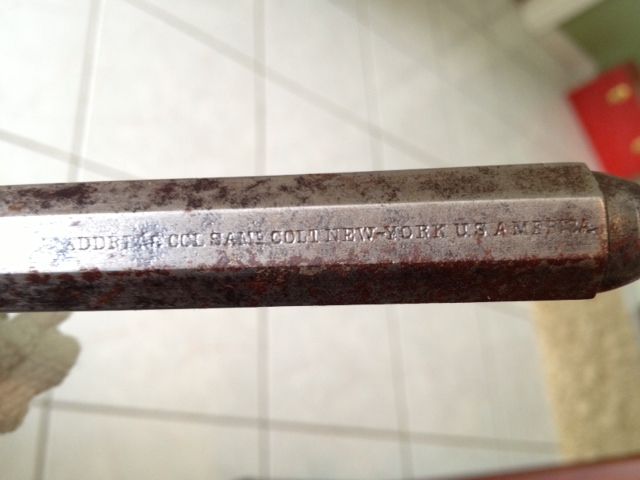 ADDRESS COL SAML COLT NEW-YORK U.S. AMERICA